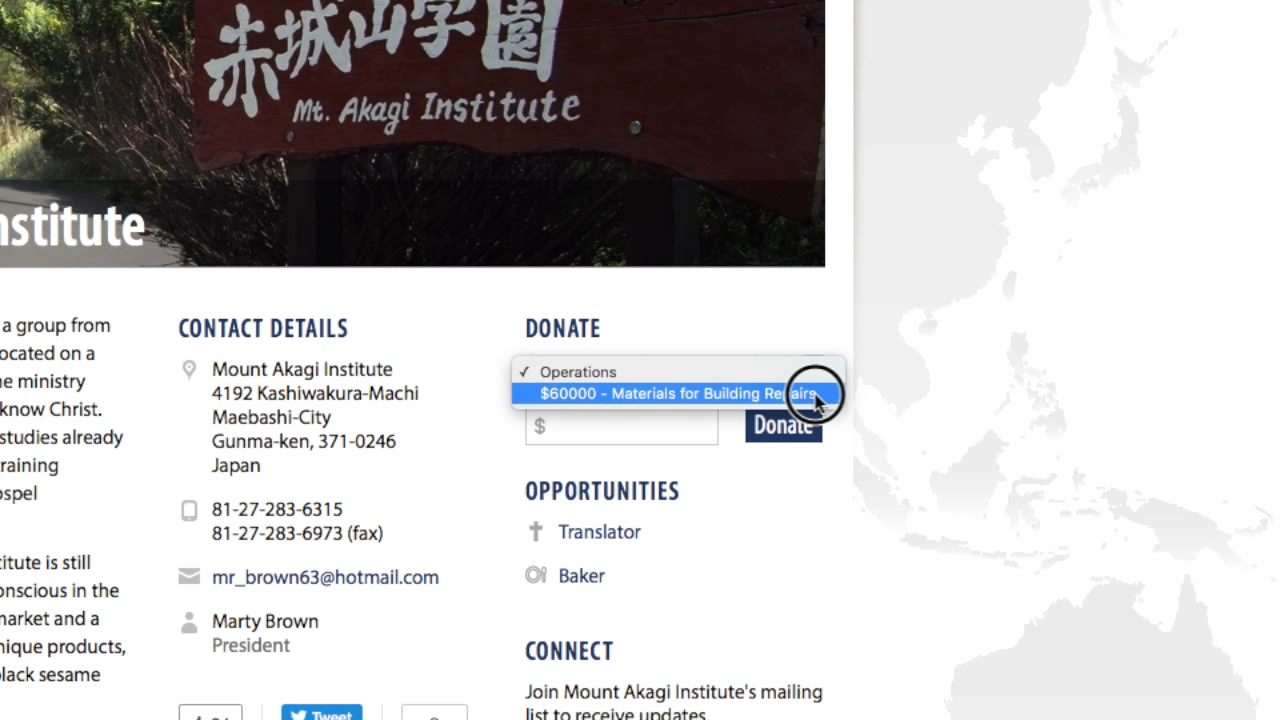 赤城山学園
Mt. Akagi Institute
nstitute
a group from
ocated on a
ne ministry
know Christ.
studies already
raining
ospel
titute is still
onscious in the
market and a
nique products,
black sesame
CONTACT DETAILS
Mount Akagi Institute
4192 Kashiwakura-Machi
Maebashi-City
Gunma-ken, 371-0246
Japan
81-27-283-6315
81-27-283-6973 (fax)
mr_brown63@hotmail.com
Marty Brown
President
Tweet
DONATE
✓ Operations
$60000 - Materials for Building Repairs
$
Donate
OPPORTUNITIES
Translator
Baker
CONNECT
Join Mount Akagi Institute's mailing
list to receive updates.